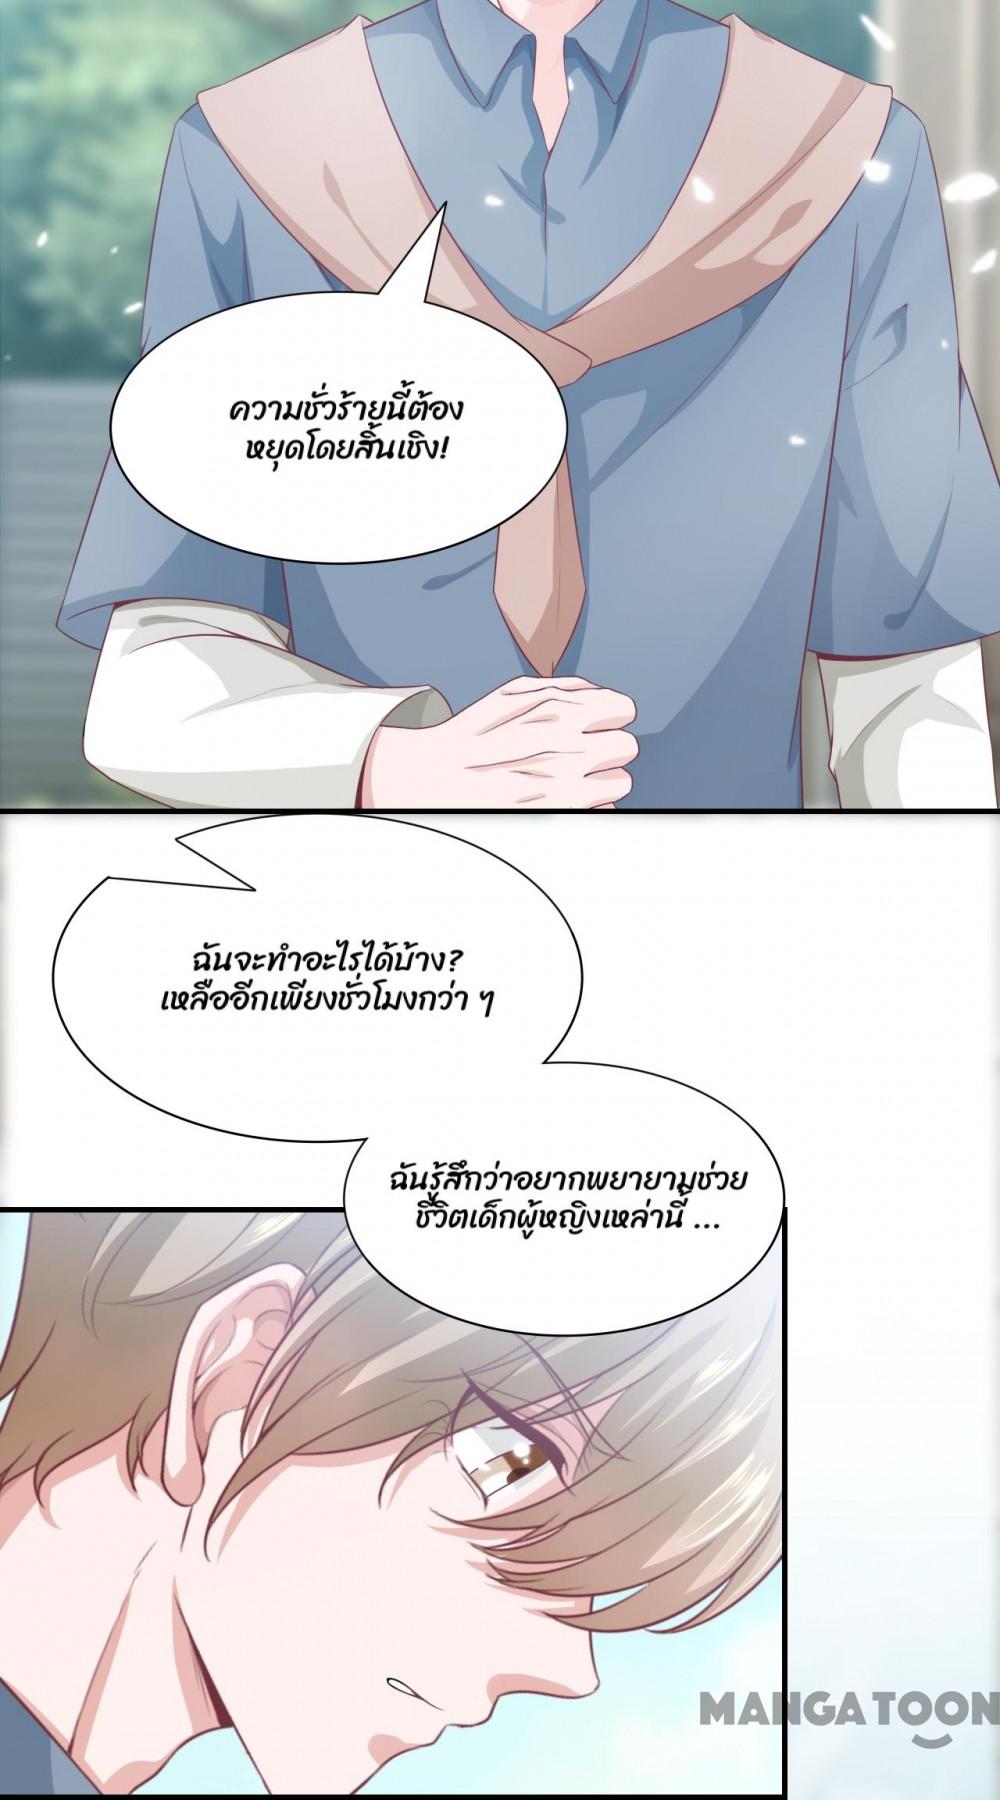 ความชั่วร้ายนี้ต้อง
หยุดโดยสิ้นเชิง!
ฉันจะทำอะไรได้บ้าง?
เหลืออีกเพียงชั่วโมงกว่า ๆ
ฉันรู้สึกว่าอยากพยายามช่วย
ชีวิตเด็กผู้หญิงเหล่านี้ ...
MANGATOON